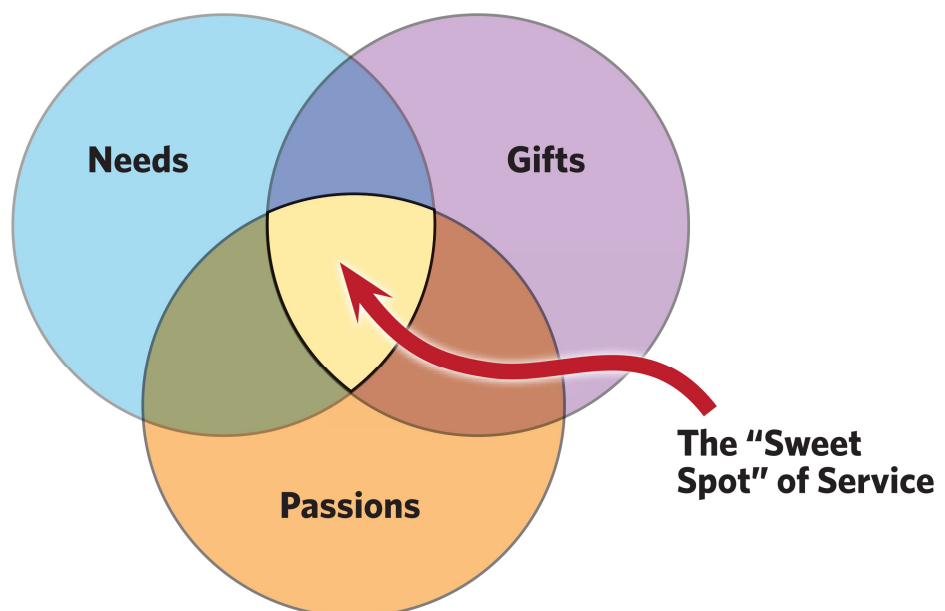 Needs
Gifts
Passions
The “Sweet
Spot” of Service